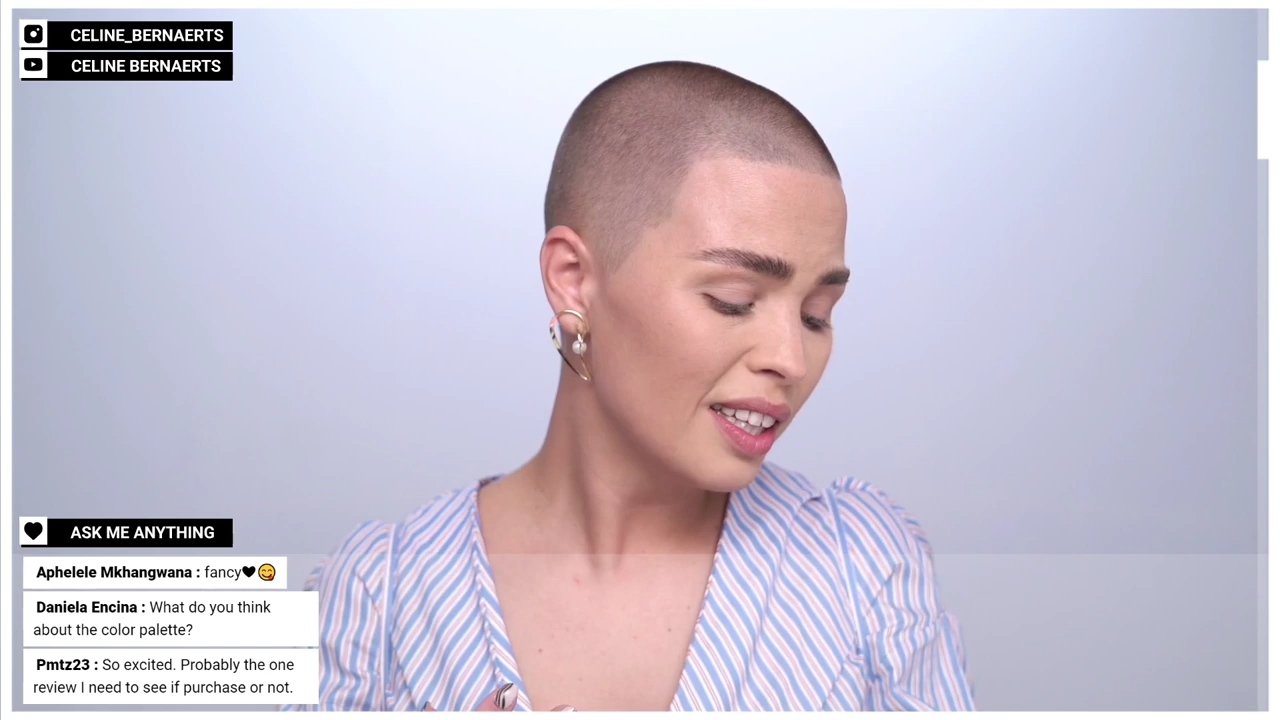 CELINE_BERNAERTS
CELINE BERNAERTS
ASK ME ANYTHING
Aphelele Mkhangwana : fancy🖤😋
Daniela Encina : What do you think
about the color palette?
Pmtz23 : So excited. Probably the one
review I need to see if purchase or not.